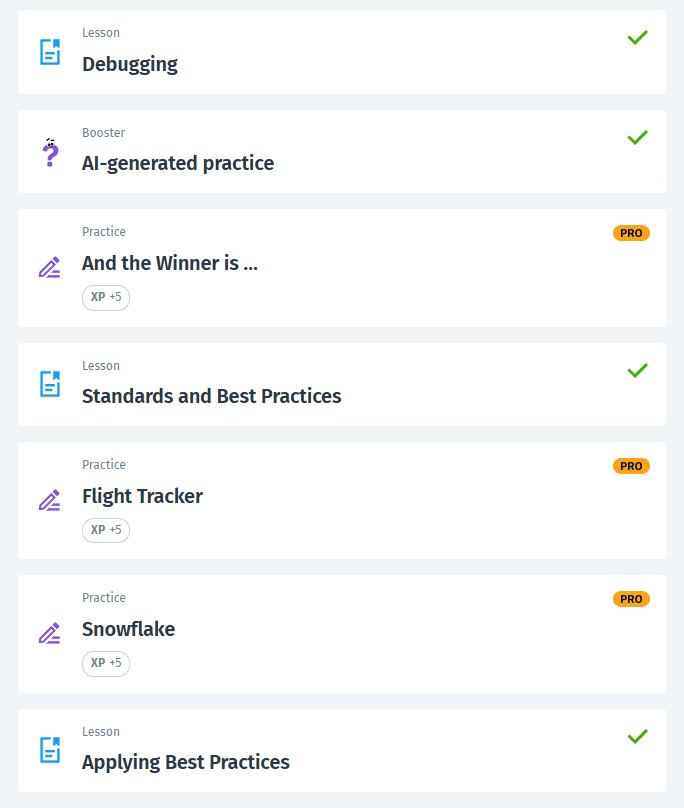 Lesson
Debugging
Booster
AI-generated practice
Practice
PRO
And the Winner is ...
XP +5
Lesson
Standards and Best Practices
Practice
PRO
Flight Tracker
XP +5
Practice
PRO
Snowflake
XP +5
Lesson
Applying Best Practices